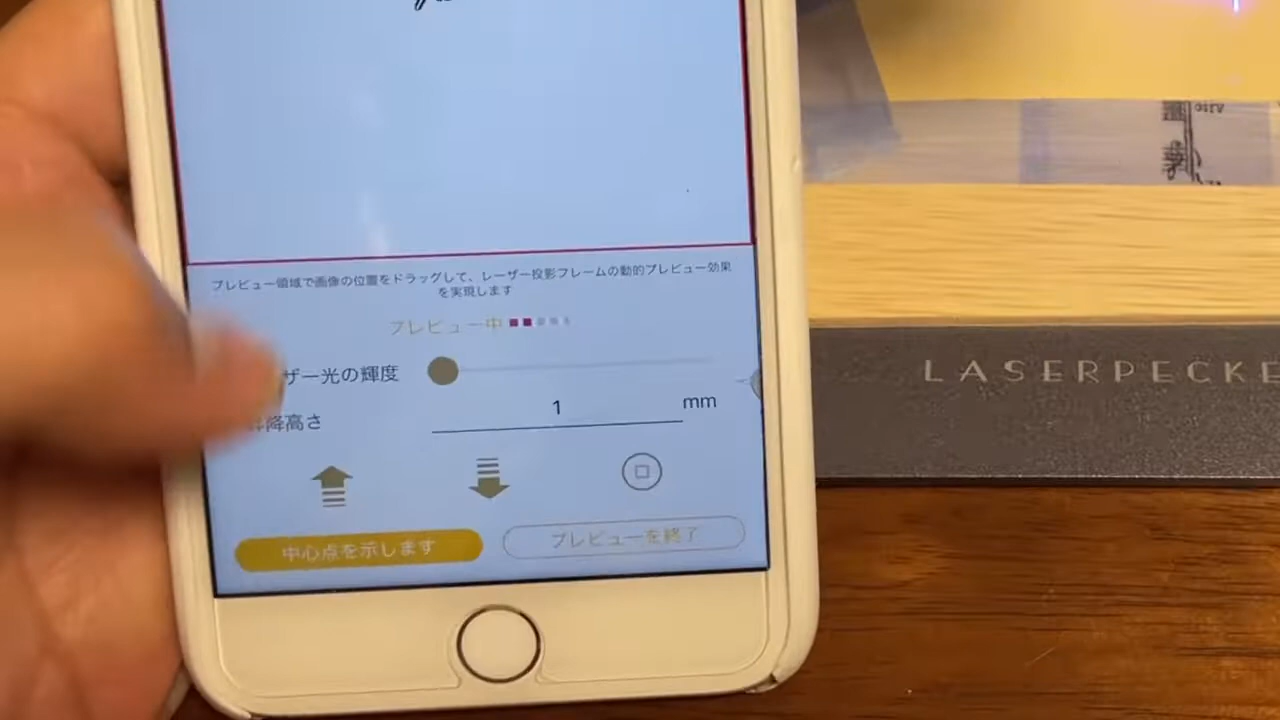 プレビュー領域で画像の位置をドラッグして、レーザー投影フレームの動的プレビュー効果
を実現します
プレビュー中
ザー光の輝度
昇降高さ
1
mm
中心点を示します
プレビューを終了
LASERPECKE